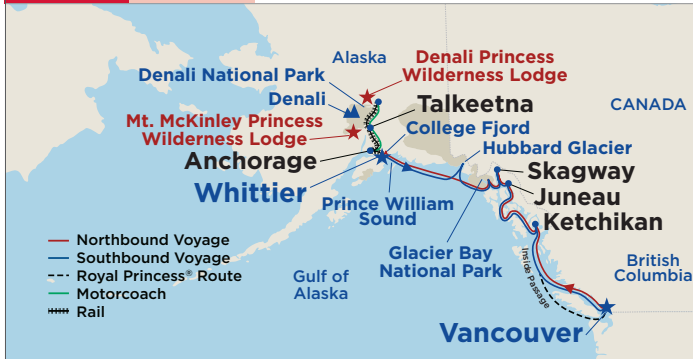 Alaska
Denali Princess
Wilderness Lodge
Denali National Park
Denali
Talkeetna
CANADA
Mt. McKinley Princess
Wilderness Lodge
College Fjord
Hubbard Glacier
Anchorage
Skagway
Whittier
Juneau
Prince William
Sound
Ketchikan
Glacier Bay
National Park
Northbound Voyage
Southbound Voyage
Royal Princess® Route
Motorcoach
Rail
Gulf of
Alaska
Inside Passage
British
Columbia
Vancouver